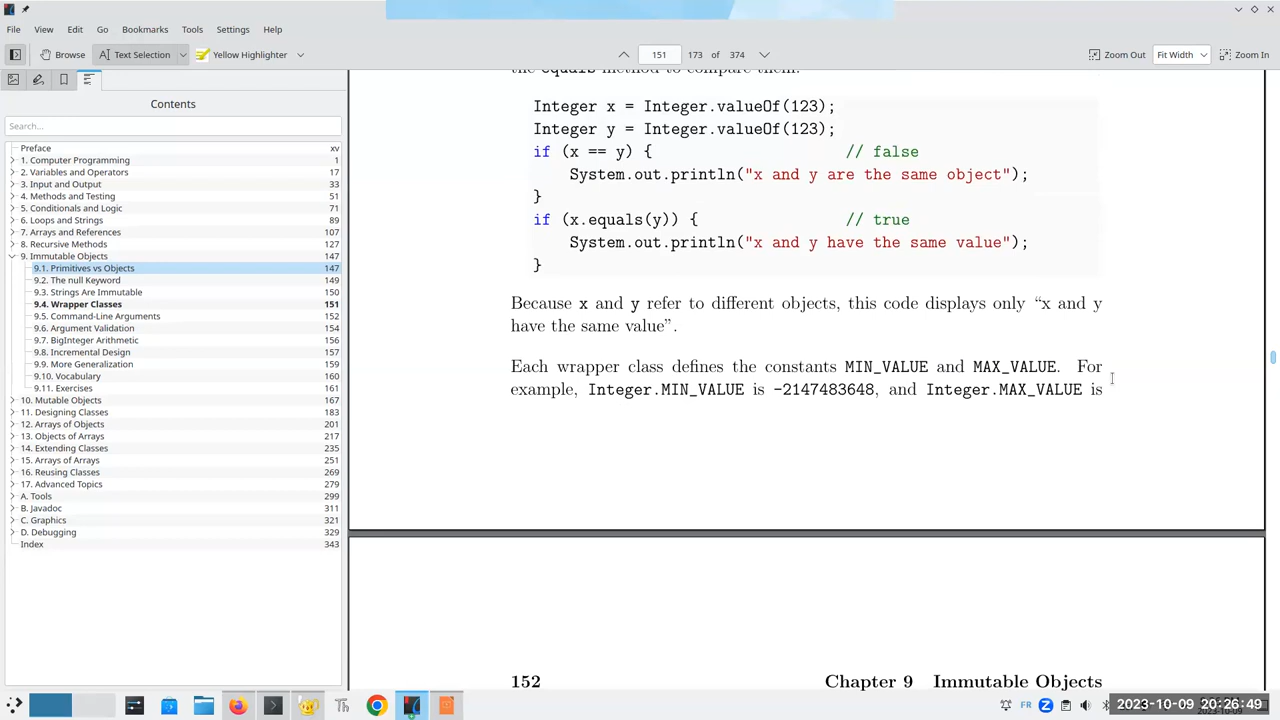 File View Edit Go Bookmarks Tools Settings Help
Browse Text Selection Yellow Highlighter 151 173 of 374 Zoom Out Fit Width Zoom In
Contents
Search...
Preface xv
1. Computer Programming 1
2. Variables and Operators 17
3. Input and Output 33
4. Methods and Testing 51
5. Conditionals and Logic 71
6. Loops and Strings 89
7. Arrays and References 107
8. Recursive Methods 127
9. Immutable Objects 147
9.1. Primitives vs Objects 147
9.2. The null Keyword 149
9.3. Strings Are Immutable 150
9.4. Wrapper Classes 151
9.5. Command-Line Arguments 152
9.6. Argument Validation 154
9.7. BigInteger Arithmetic 156
9.8. Incremental Design 157
9.9. More Generalization 159
9.10. Vocabulary 160
9.11. Exercises 160
10. Mutable Objects 167
11. Designing Classes 183
12. Arrays of Objects 201
13. Objects of Arrays 217
14. Extending Classes 235
15. Arrays of Arrays 251
16. Reusing Classes 269
17. Advanced Topics 279
A. Tools 299
B. Javadoc 311
C. Graphics 321
D. Debugging 329
Index 343
the equals method to compare them.
Integer x = Integer.valueOf(123);
Integer y = Integer.valueOf(123);
if (x == y) { // false
System.out.println("x and y are the same object");
}
if (x.equals(y)) { // true
System.out.println("x and y have the same value");
}
Because x and y refer to different objects, this code displays only “x and y
have the same value”.
Each wrapper class defines the constants MIN_VALUE and MAX_VALUE. For
example, Integer.MIN_VALUE is -2147483648, and Integer.MAX_VALUE is
152 Chapter 9 Immutable Objects
FR 2023-10-09 20:26:49